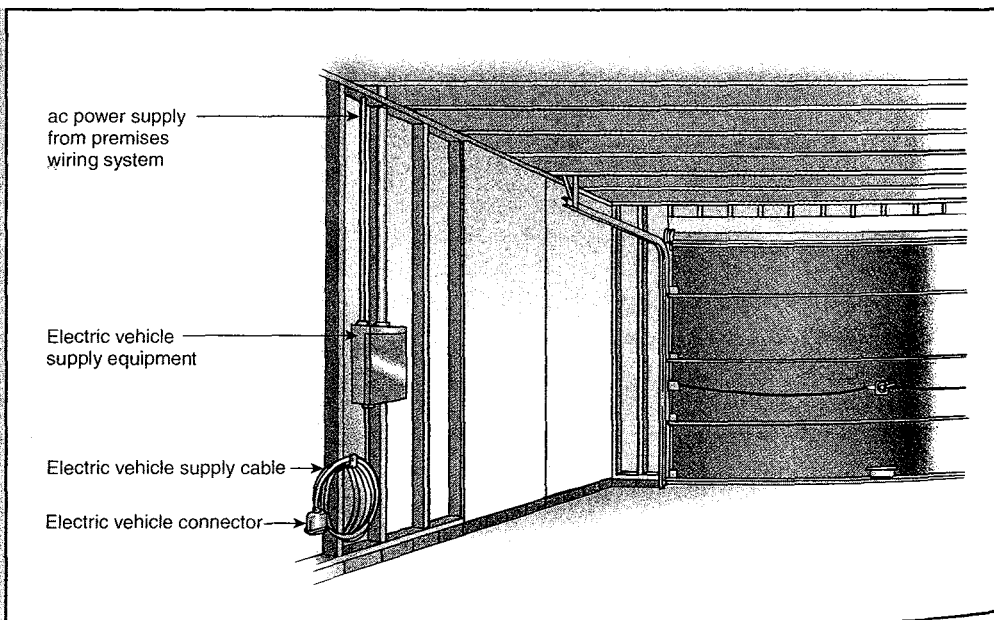 ac power supply
from premises
wiring system
Electric vehicle
supply equipment
Electric vehicle supply cable
Electric vehicle connector